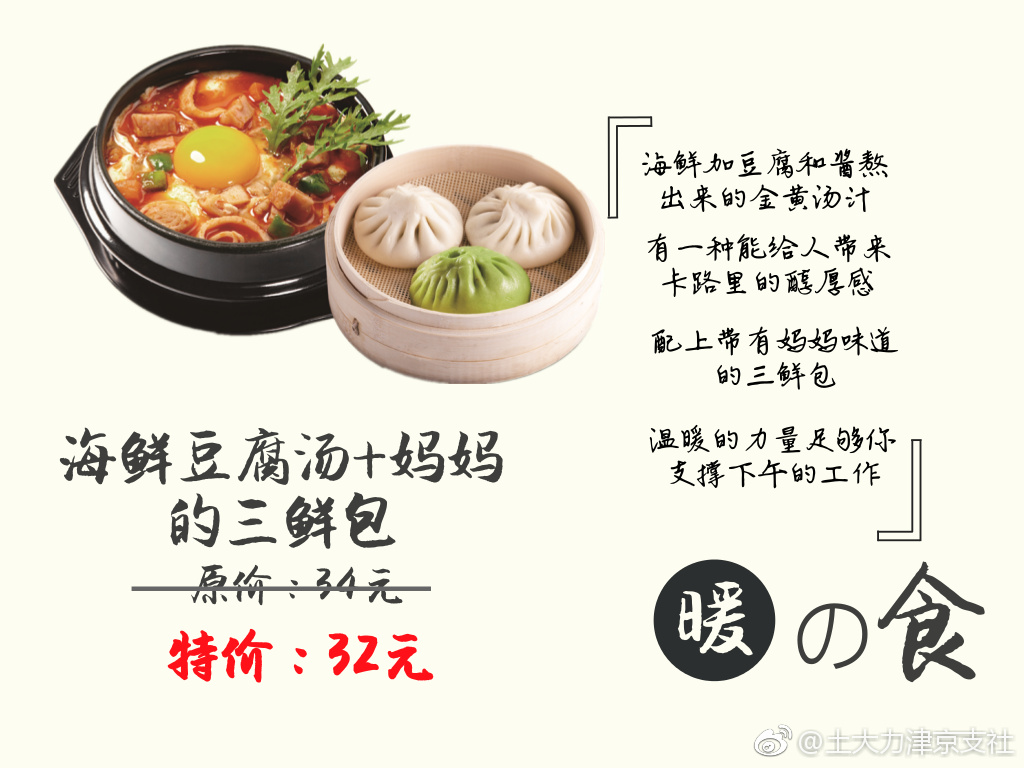 海鲜加豆腐和酱熬
出来的金黄汤汁
有一种能给人带来
卡路里的醇厚感
配上带有妈妈味道
的三鲜包
温暖的力量足够你
支撑下午的工作
海鲜豆腐汤+妈妈
的三鲜包
原价：34元
特价：32元
暖の食
@土大力津京支社